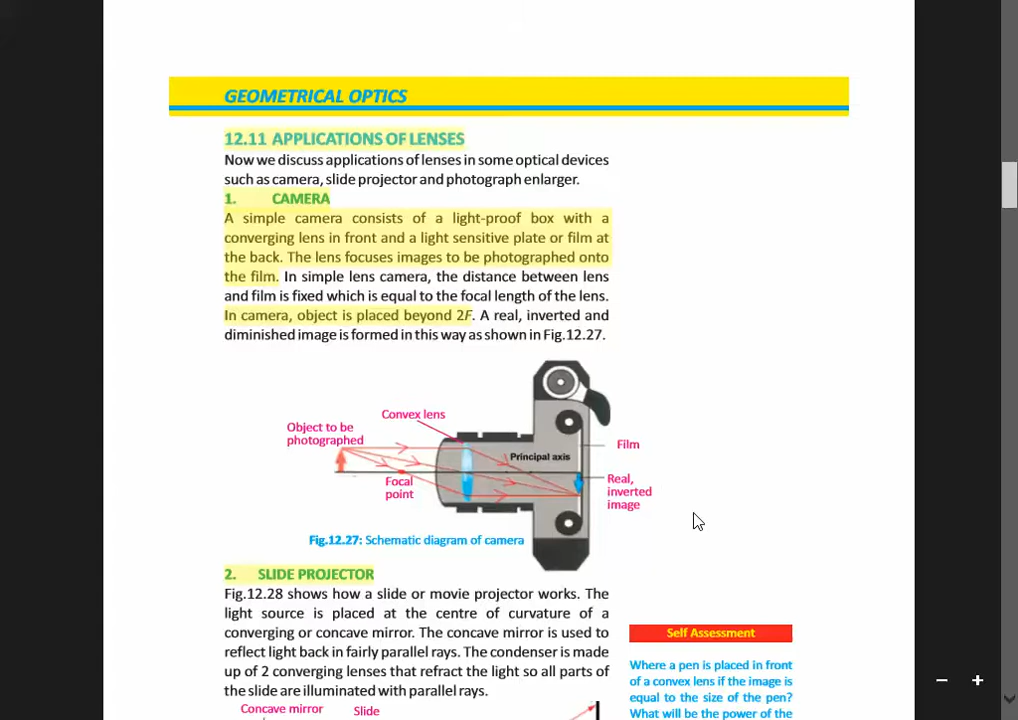 GEOMETRICAL OPTICS
12.11 APPLICATIONS OF LENSES
Now we discuss applications of lenses in some optical devices
such as camera, slide projector and photograph enlarger.
1. CAMERA
A simple camera consists of a light-proof box with a
converging lens in front and a light sensitive plate or film at
the back. The lens focuses images to be photographed onto
the film. In simple lens camera, the distance between lens
and film is fixed which is equal to the focal length of the lens.
In camera, object is placed beyond 2F. A real, inverted and
diminished image is formed in this way as shown in Fig.12.27.
Convex lens
Object to be
photographed
Film
Principal axis
Focal
point
Real,
inverted
image
Fig.12.27: Schematic diagram of camera
2. SLIDE PROJECTOR
Fig.12.28 shows how a slide or movie projector works. The
light source is placed at the centre of curvature of a
converging or concave mirror. The concave mirror is used to
reflect light back in fairly parallel rays. The condenser is made
up of 2 converging lenses that refract the light so all parts of
the slide are illuminated with parallel rays.
Concave mirror Slide
Self Assessment
Where a pen is placed in front
of a convex lens if the image is
equal to the size of the pen?
What will be the power of the